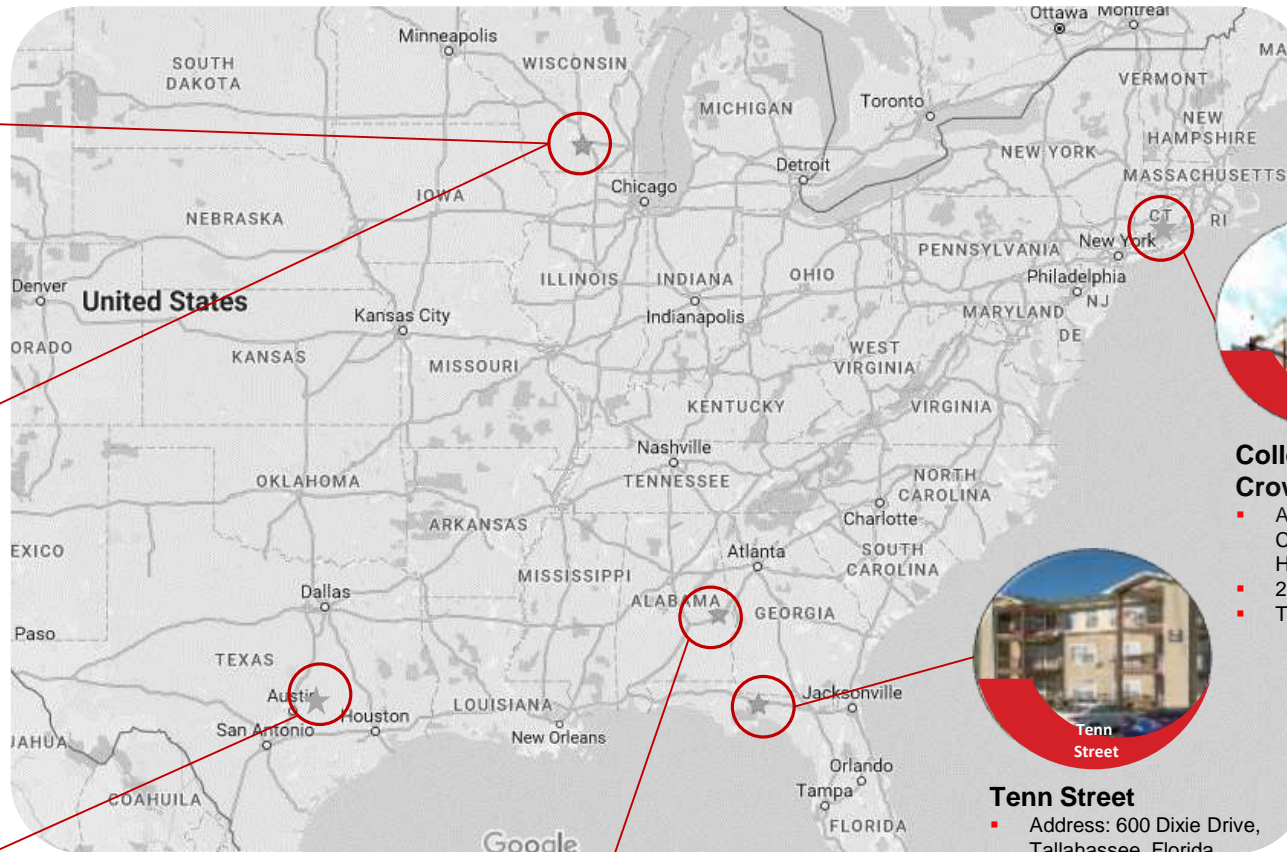 Ottawa
Montreal
Minneapolis
WISCONSIN
SOUTH
DAKOTA
VERMONT
MICHIGAN
Toronto
NEW
HAMPSHIRE
NEW YORK
MASSACHUSETTS
Detroit
Chicago
IOWA
NEBRASKA
CT
RI
New York
PENNSYLVANIA
ILLINOIS
INDIANA
OHIO
Philadelphia
Denver
United States
NJ
Kansas City
Indianapolis
MARYLAND
DE
ORADO
KANSAS
MISSOURI
WEST
VIRGINIA
KENTUCKY
VIRGINIA
Nashville
TENNESSEE
OKLAHOMA
NORTH
CAROLINA
ARKANSAS
Charlotte
EXICO
Atlanta
SOUTH
CAROLINA
MISSISSIPPI
Dallas
ALABAMA
GEORGIA
Paso
TEXAS
Austin
Houston
LOUISIANA
Jacksonville
San Antonio
New Orleans
UAHUA
COAHUILA
Orlando
Tampa
FLORIDA
Google
Tenn
Street
Tenn Street
Address: 600 Dixie Drive,
Tallahassee, Florida